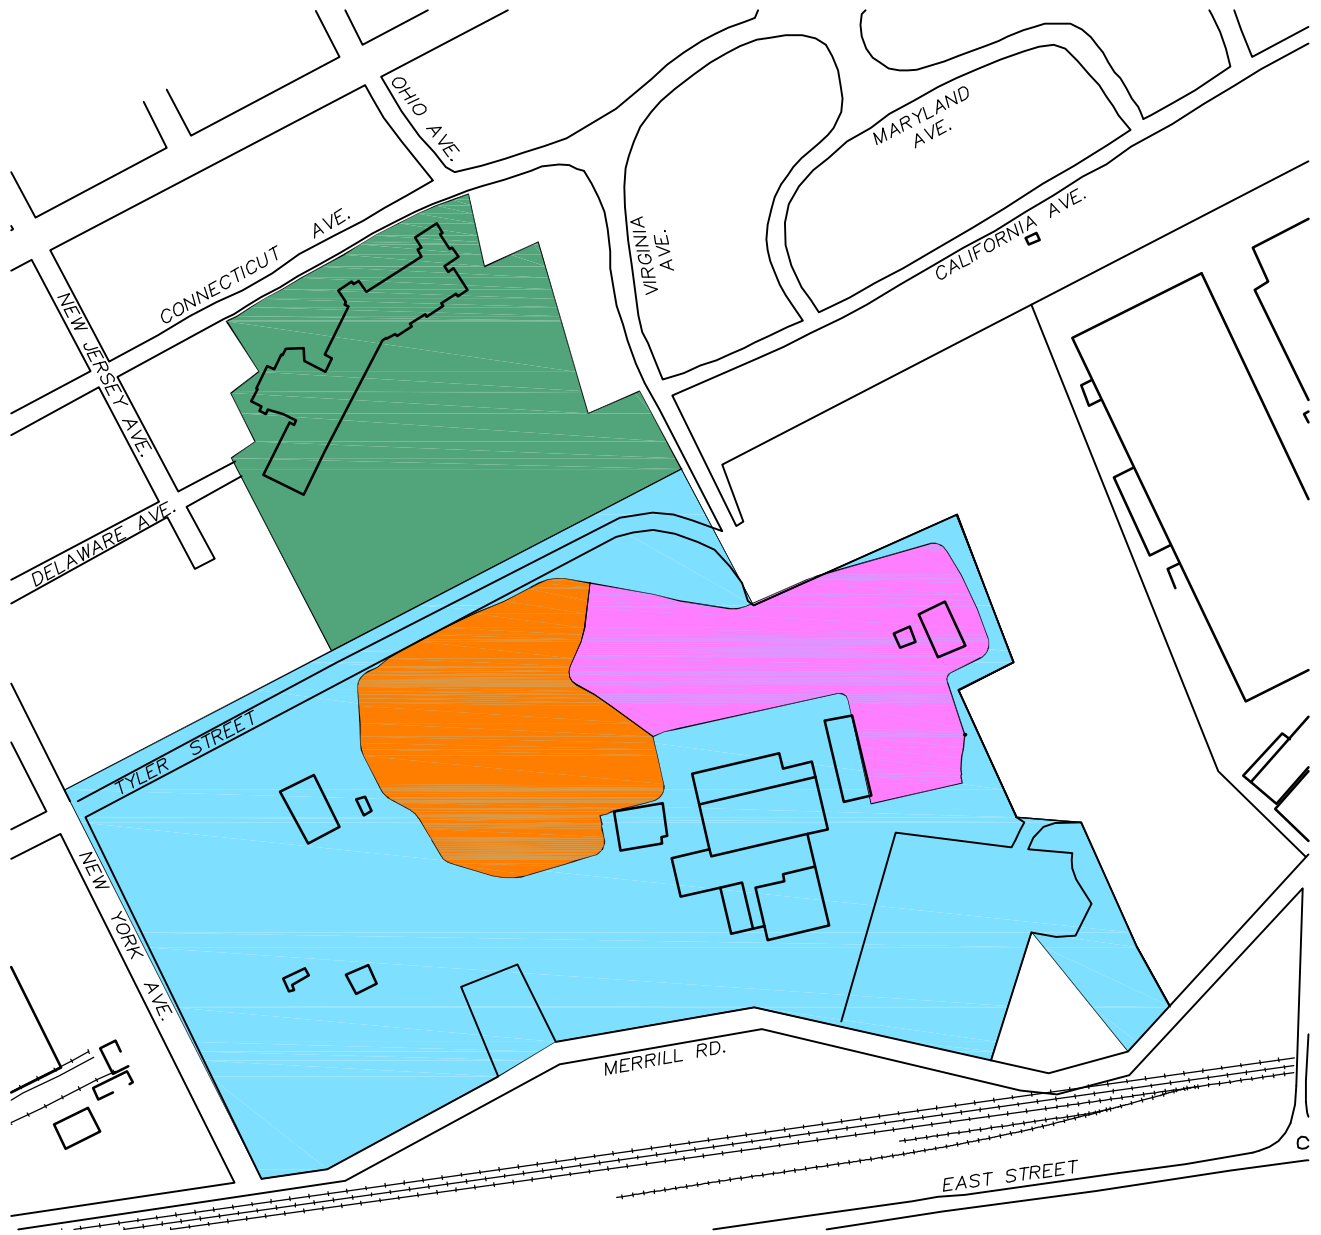 OHIO AVE.
MARYLAND
AVE.
CONNECTICUT AVE.
VIRGINIA
AVE.
CALIFORNIA AVE.
NEW JERSEY AVE.
DELAWARE AVE.
TYLER STREET
NEW YORK AVE.
MERRILL RD.
EAST STREET